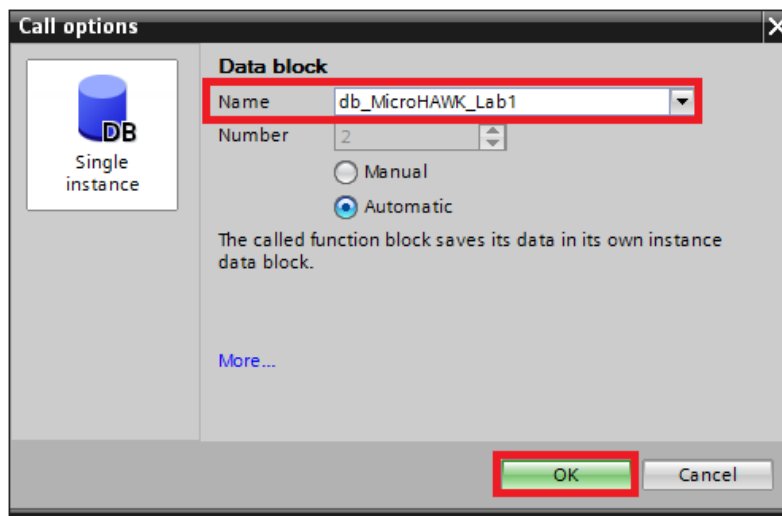 Call options
DB
Single
instance
Data block
Name db_MicroHAWK_Lab1
Number 2
Manual
Automatic
The called function block saves its data in its own instance
data block.
More...
OK Cancel